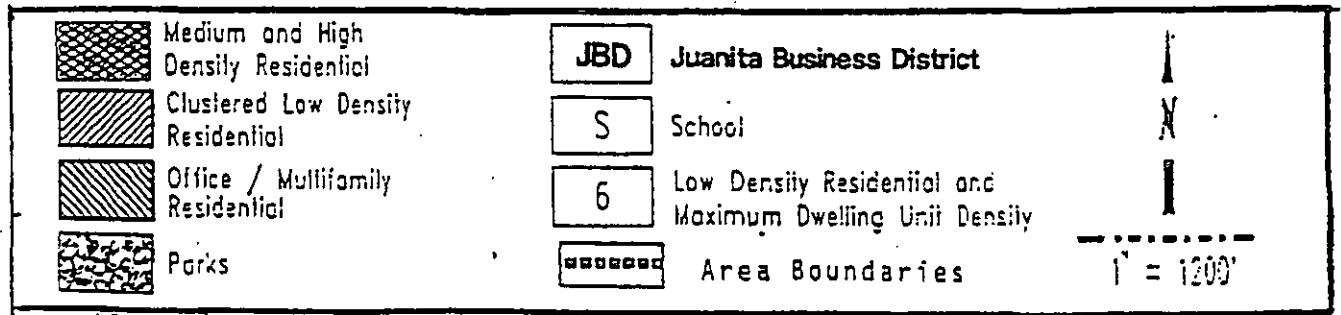 Medium and High
Density Residential
Clustered Low Density
Residential
Office / Multifamily
Residential
Parks
JBD Juanita Business District
S School
6 Low Density Residential and
Maximum Dwelling Unit Density
Area Boundaries
N
1" = 1200'